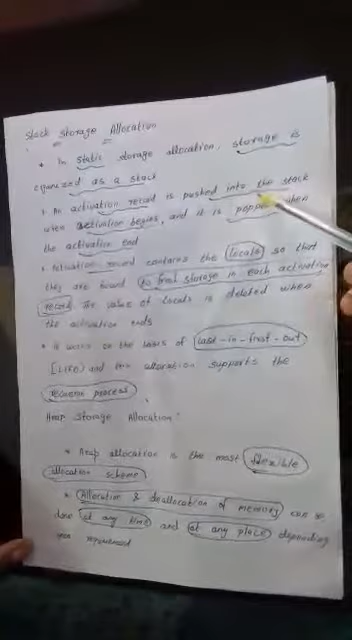 Stack Storage Allocation
* In static storage allocation, storage is
organized as a stack
* An activation record is pushed into the stack
when activation begins, and it is popped when
the activation end
* Activation record contains the locals so that
they are bound to fresh storage in each activation
record. The value of locals is deleted when
the activation ends
* It works on the basis of last-in-first-out
(LIFO) and this allocation supports the
recursion process.
Heap Storage Allocation:
* Heap allocation is the most flexible
allocation scheme
* Allocation & deallocation of memory can be
done at any time and at any place depending
requirement